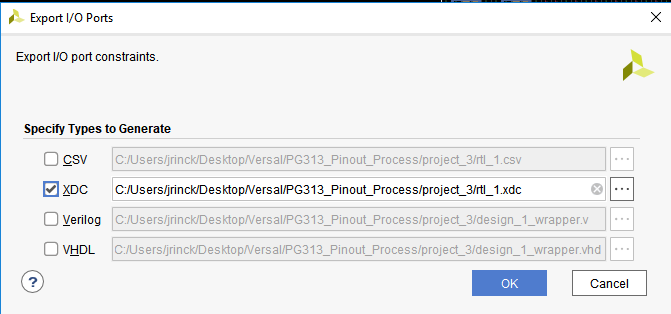 Export I/O Ports
Export I/O port constraints.
Specify Types to Generate
CSV C:/Users/jrinck/Desktop/Versal/PG313_Pinout_Process/project_3/rtl_1.csv ...
XDC C:/Users/jrinck/Desktop/Versal/PG313_Pinout_Process/project_3/rtl_1.xdc ...
Verilog C:/Users/jrinck/Desktop/Versal/PG313_Pinout_Process/project_3/design_1_wrapper.v ...
VHDL C:/Users/jrinck/Desktop/Versal/PG313_Pinout_Process/project_3/design_1_wrapper.vhd ...
? OK Cancel